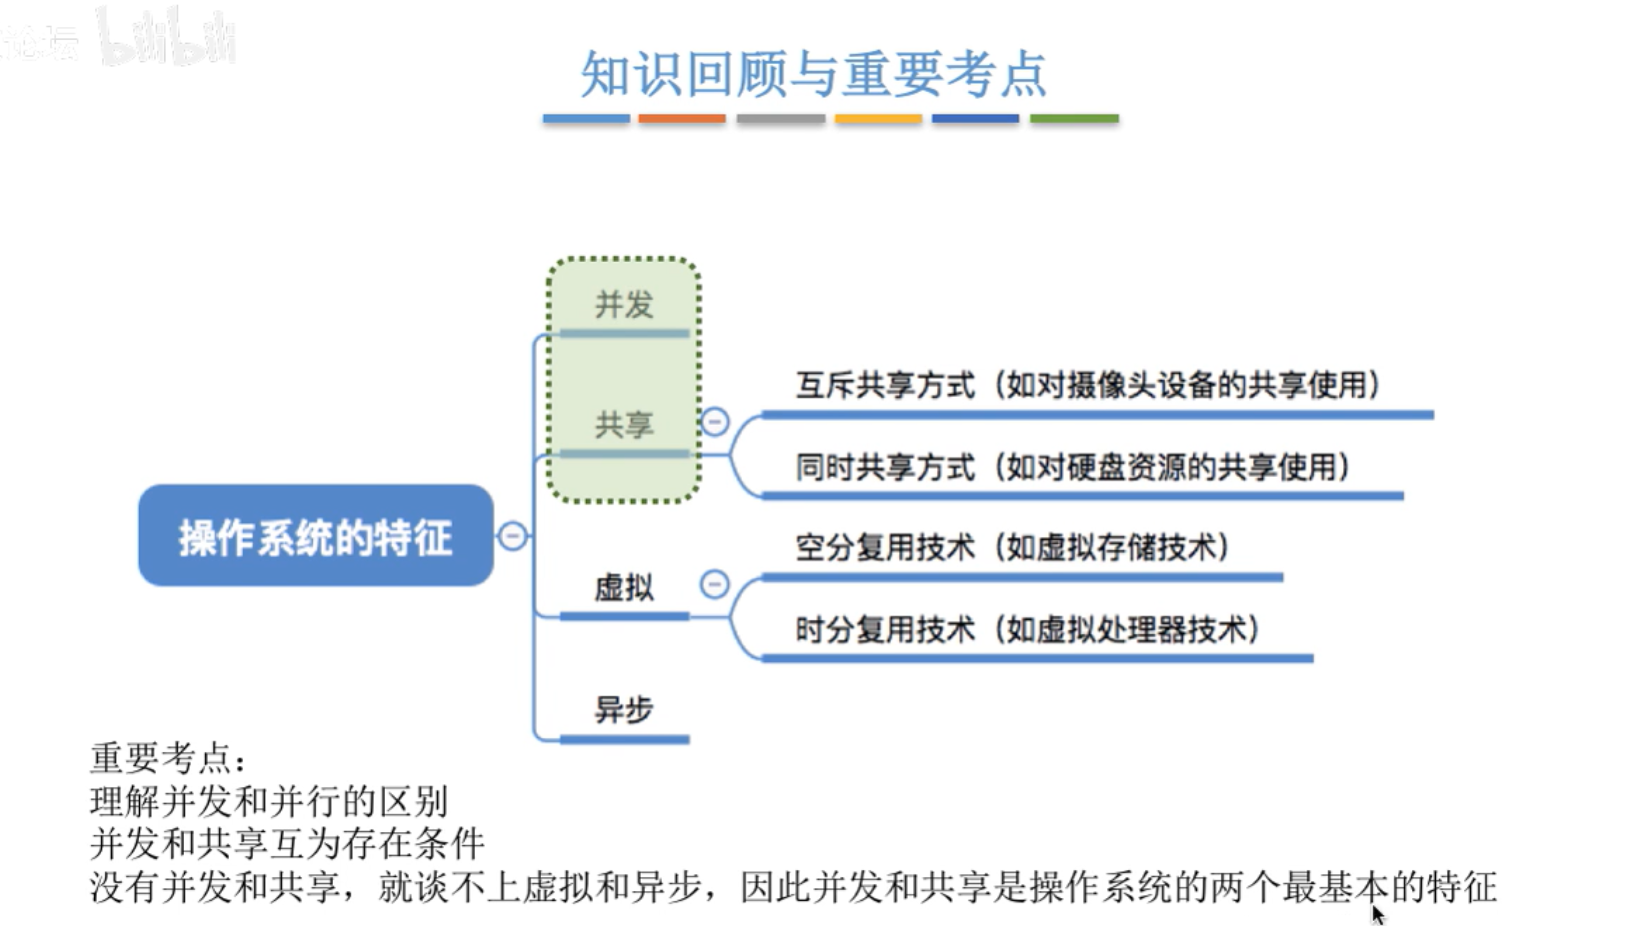 论坛 bilibili
知识回顾与重要考点
并发
共享
互斥共享方式（如对摄像头设备的共享使用）
同时共享方式（如对硬盘资源的共享使用）
操作系统的特征
虚拟
空分复用技术（如虚拟存储技术）
时分复用技术（如虚拟处理器技术）
异步
重要考点：
理解并发和并行的区别
并发和共享互为存在条件
没有并发和共享，就谈不上虚拟和异步，因此并发和共享是操作系统的两个最基本的特征